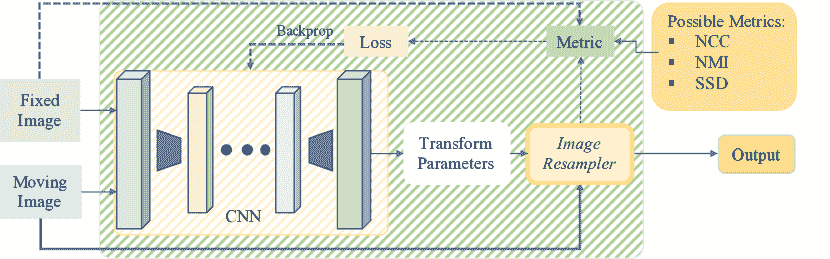 Possible Metrics:
▪ NCC
▪ NMI
▪ SSD
Backprop
Loss
Metric
Fixed
Image
Moving
Image
CNN
Transform
Parameters
Image
Resampler
Output